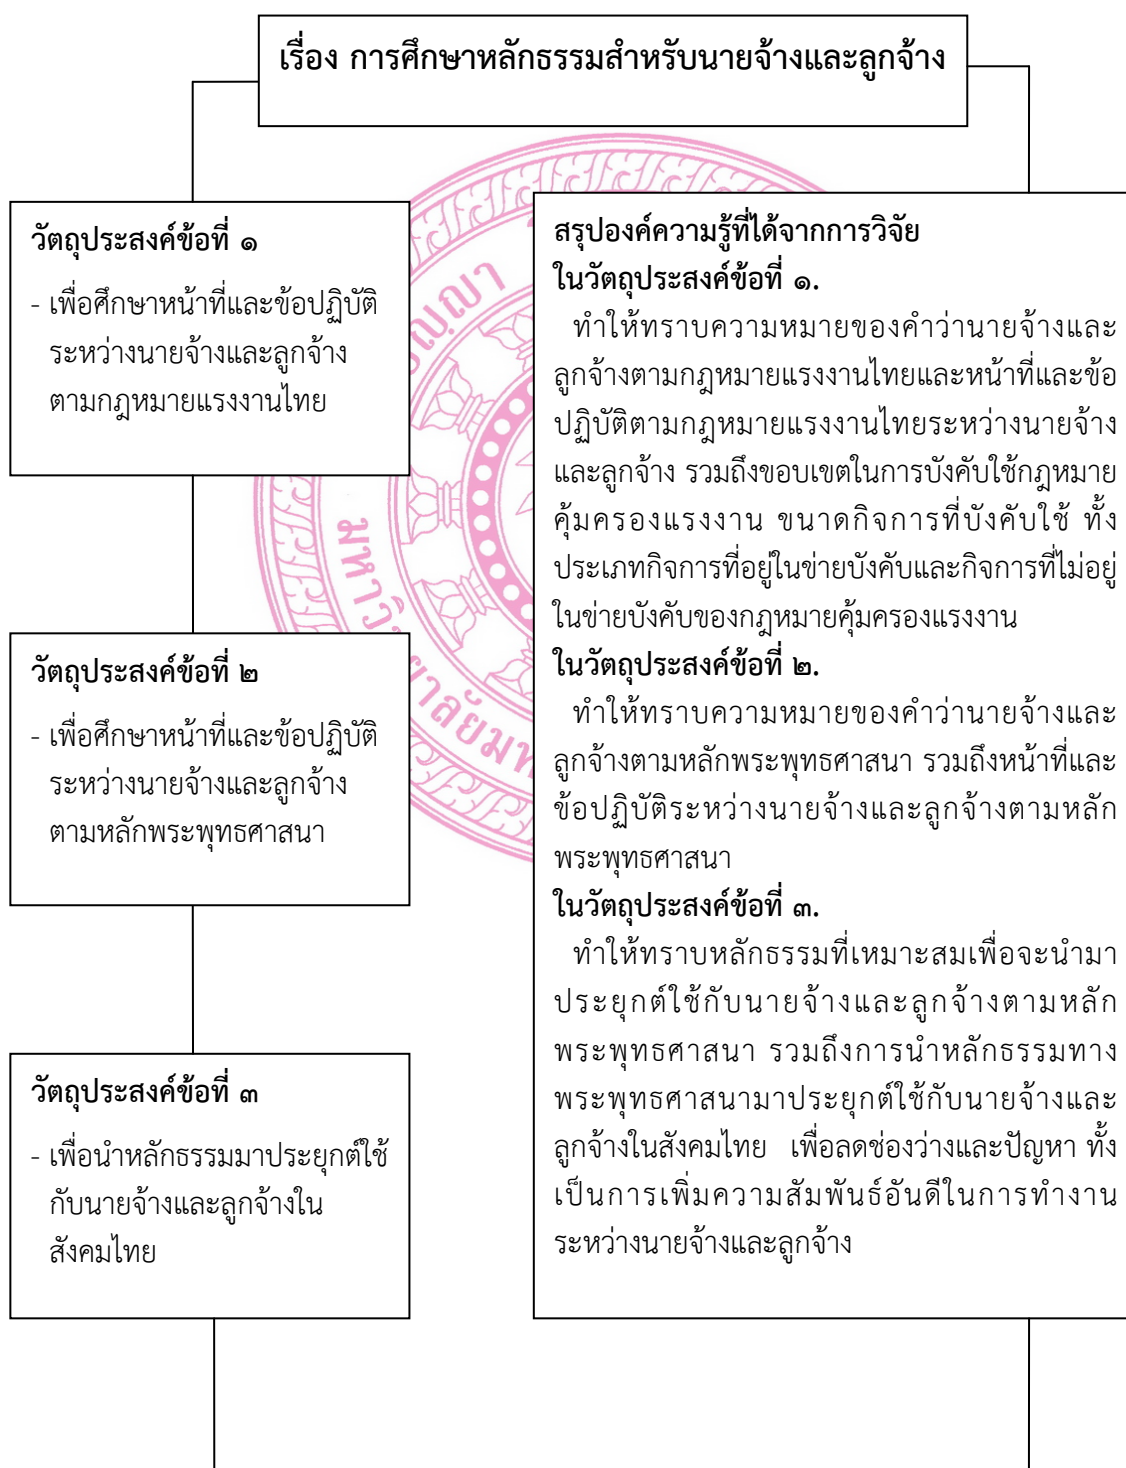 เรื่อง การศึกษาหลักธรรมสำหรับนายจ้างและลูกจ้าง
วัตถุประสงค์ข้อที่ ๑
- เพื่อศึกษาหน้าที่และข้อปฏิบัติ
ระหว่างนายจ้างและลูกจ้าง
ตามกฎหมายแรงงานไทย
วัตถุประสงค์ข้อที่ ๒
- เพื่อศึกษาหน้าที่และข้อปฏิบัติ
ระหว่างนายจ้างและลูกจ้าง
ตามหลักพระพุทธศาสนา
วัตถุประสงค์ข้อที่ ๓
- เพื่อนำหลักธรรมมาประยุกต์ใช้
กับนายจ้างและลูกจ้างใน
สังคมไทย
สรุปองค์ความรู้ที่ได้จากการวิจัย
ในวัตถุประสงค์ข้อที่ ๑.
ทำให้ทราบความหมายของคำว่านายจ้างและ
ลูกจ้างตามกฎหมายแรงงานไทยและหน้าที่และข้อ
ปฏิบัติตามกฎหมายแรงงานไทยระหว่างนายจ้าง
และลูกจ้าง รวมถึงขอบเขตในการบังคับใช้กฎหมาย
คุ้มครองแรงงาน ขนาดกิจการที่บังคับใช้ ทั้ง
ประเภทกิจการที่อยู่ในข่ายบังคับและกิจการที่ไม่อยู่
ในข่ายบังคับของกฎหมายคุ้มครองแรงงาน
ในวัตถุประสงค์ข้อที่ ๒.
ทำให้ทราบความหมายของคำว่านายจ้างและ
ลูกจ้างตามหลักพระพุทธศาสนา รวมถึงหน้าที่และ
ข้อปฏิบัติระหว่างนายจ้างและลูกจ้างตามหลัก
พระพุทธศาสนา
ในวัตถุประสงค์ข้อที่ ๓.
ทำให้ทราบหลักธรรมที่เหมาะสมเพื่อจะนำมา
ประยุกต์ใช้กับนายจ้างและลูกจ้างตามหลัก
พระพุทธศาสนา รวมถึงการนำหลักธรรมทาง
พระพุทธศาสนามาประยุกต์ใช้กับนายจ้างและ
ลูกจ้างในสังคมไทย เพื่อลดช่องว่างและปัญหา ทั้ง
เป็นการเพิ่มความสัมพันธ์อันดีในการทำงาน
ระหว่างนายจ้างและลูกจ้าง